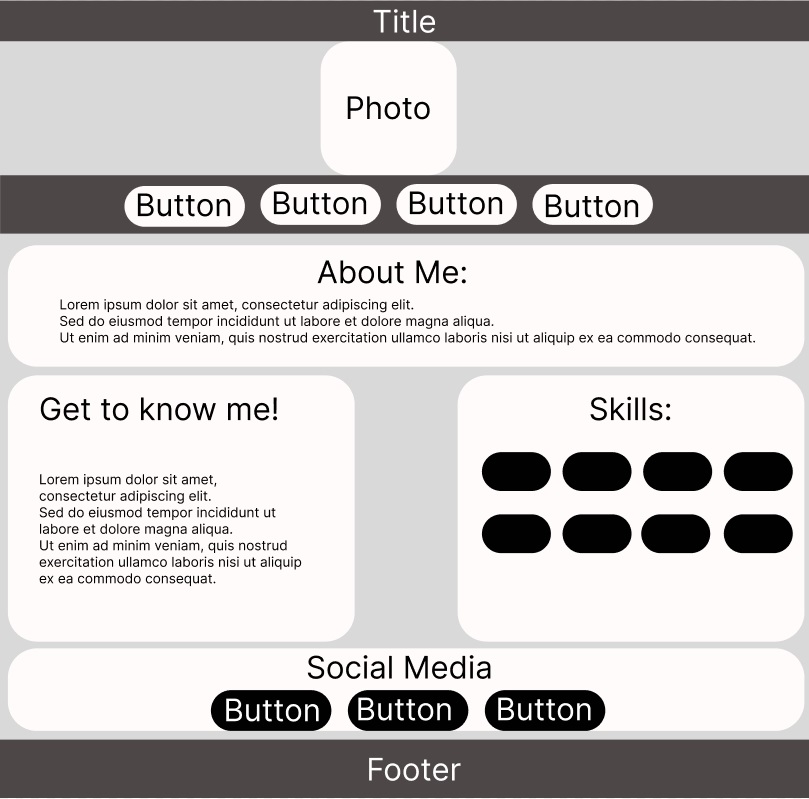 Title
Photo
Button Button Button Button
About Me:
Lorem ipsum dolor sit amet, consectetur adipiscing elit.
Sed do eiusmod tempor incididunt ut labore et dolore magna aliqua.
Ut enim ad minim veniam, quis nostrud exercitation ullamco laboris nisi ut aliquip ex ea commodo consequat.
Get to know me!
Lorem ipsum dolor sit amet,
consectetur adipiscing elit.
Sed do eiusmod tempor incididunt ut
labore et dolore magna aliqua.
Ut enim ad minim veniam, quis nostrud
exercitation ullamco laboris nisi ut aliquip
ex ea commodo consequat.
Skills:
Social Media
Button Button Button
Footer